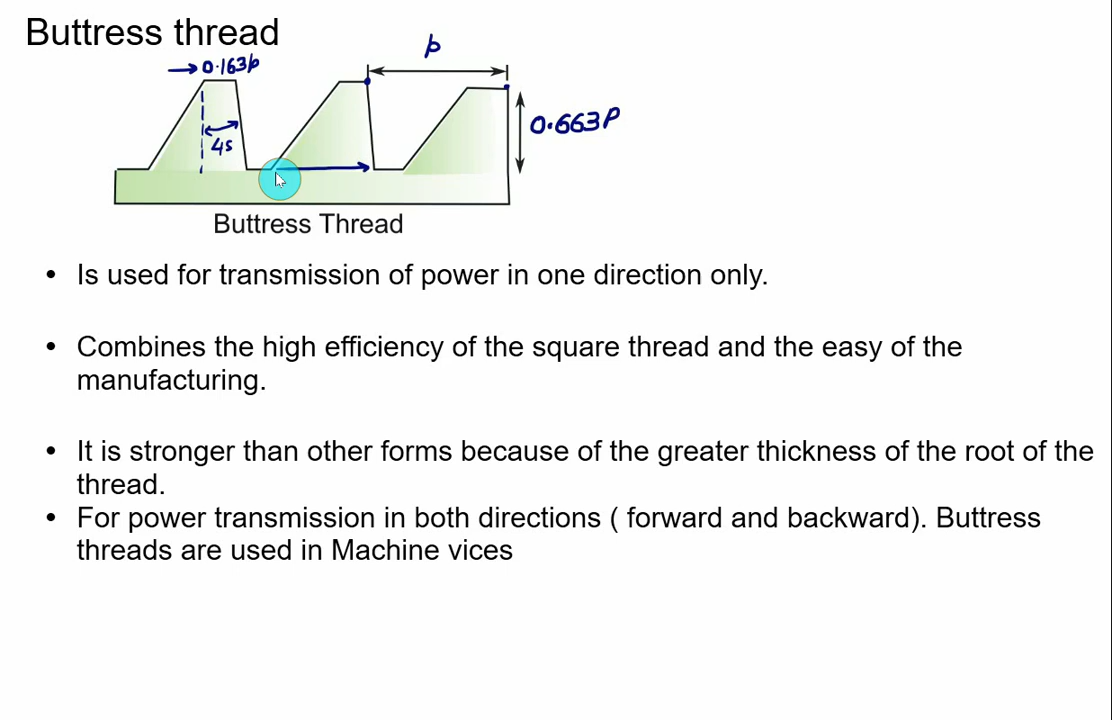 Buttress thread
→0.163p
p
4s
0.663P
Buttress Thread
• Is used for transmission of power in one direction only.
• Combines the high efficiency of the square thread and the easy of the
manufacturing.
• It is stronger than other forms because of the greater thickness of the root of the
thread.
• For power transmission in both directions ( forward and backward). Buttress
threads are used in Machine vices